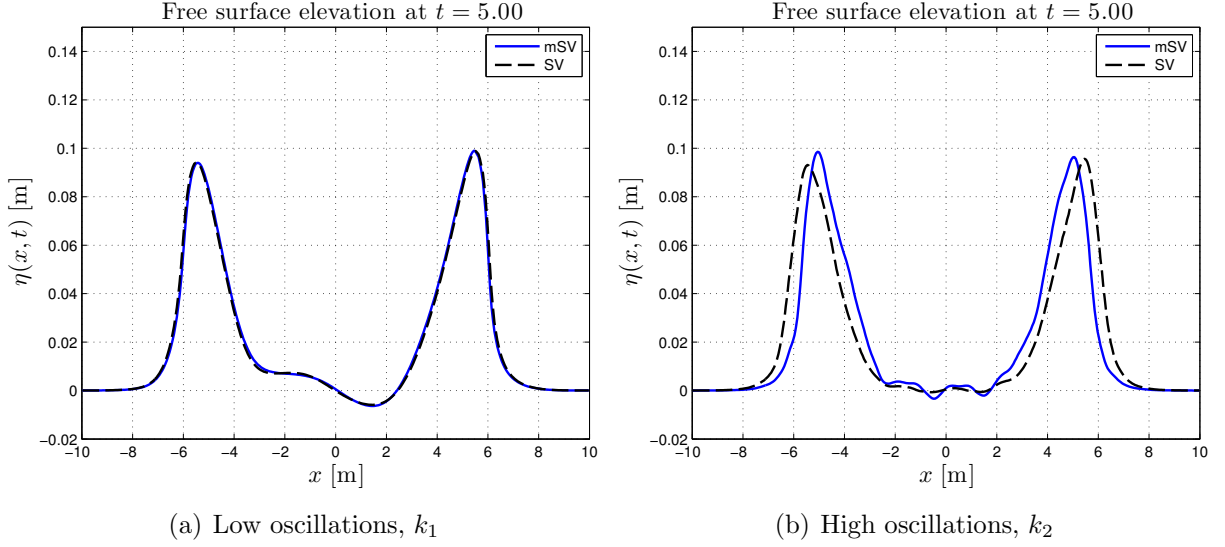 Free surface elevation at t = 5.00
mSV
SV
0.14
0.12
0.1
0.08
0.06
0.04
0.02
0
−0.02
η(x, t) [m]
−10 −8 −6 −4 −2 0 2 4 6 8 10
x [m]
(a) Low oscillations, k₁
Free surface elevation at t = 5.00
mSV
SV
0.14
0.12
0.1
0.08
0.06
0.04
0.02
0
−0.02
η(x, t) [m]
−10 −8 −6 −4 −2 0 2 4 6 8 10
x [m]
(b) High oscillations, k₂